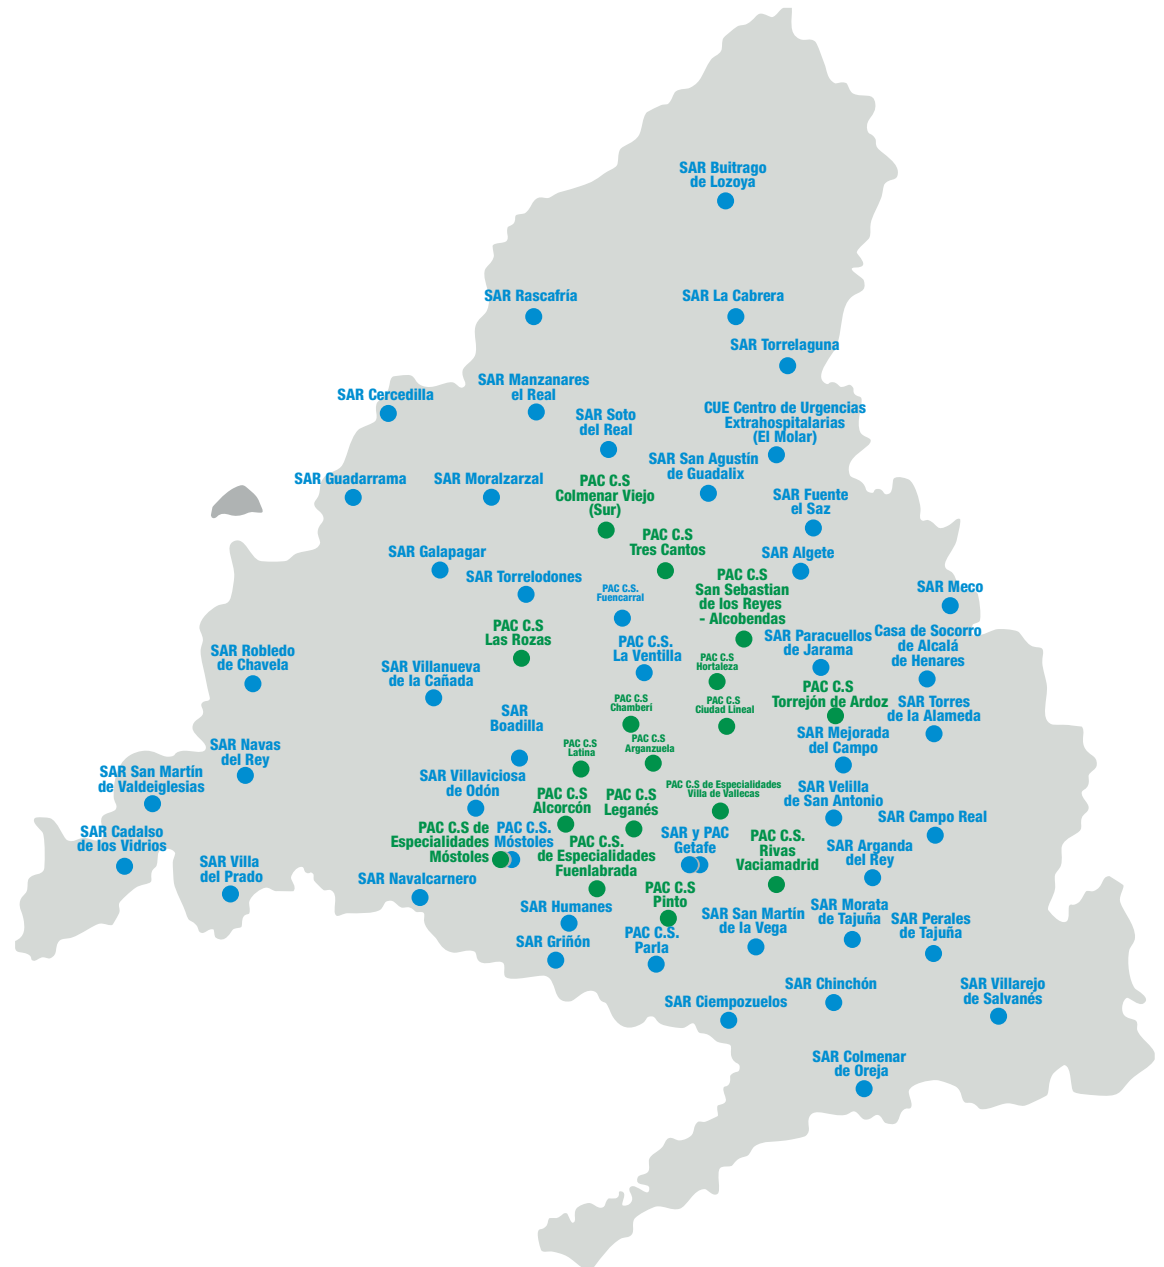 SAR Buitrago
de Lozoya
SAR Rascafría
SAR La Cabrera
SAR Torrelaguna
SAR Manzanares
el Real
SAR Cercedilla
CUE Centro de Urgencias
Extrahospitalarias
(El Molar)
SAR Soto
del Real
SAR San Agustín
de Guadalix
SAR Guadarrama
SAR Moralzarzal
PAC C.S
Colmenar Viejo
(Sur)
SAR Fuente
el Saz
PAC C.S
Tres Cantos
SAR Galapagar
SAR Algete
SAR Torrelodones
PAC C.S
San Sebastian
de los Reyes
- Alcobendas
SAR Meco
PAC C.S.
Fuencarral
PAC C.S
Las Rozas
PAC C.S.
La Ventilla
SAR Paracuellos
de Jarama
Casa de Socorro
de Alcalá
de Henares
SAR Robledo
de Chavela
SAR Villanueva
de la Cañada
PAC C.S
Hortaleza
PAC C.S
Torrejón de Ardoz
PAC C.S
Chamberí
PAC C.S
Ciudad Lineal
SAR Torres
de la Alameda
SAR
Boadilla
SAR Mejorada
del Campo
PAC C.S
Latina
PAC C.S
Arganzuela
SAR Navas
del Rey
SAR San Martín
de Valdeiglesias
SAR Villaviciosa
de Odón
PAC C.S de Especialidades
Villa de Vallecas
SAR Velilla
de San Antonio
PAC C.S
Alcorcón
PAC C.S
Leganés
SAR Campo Real
SAR Cadalso
de los Vidrios
PAC C.S de
Especialidades
Móstoles
PAC C.S.
Móstoles
PAC C.S.
de Especialidades
Fuenlabrada
SAR y PAC
Getafe
PAC C.S.
Rivas
Vaciamadrid
SAR Arganda
del Rey
SAR Villa
del Prado
SAR Navalcarnero
PAC C.S
Pinto
SAR Humanes
SAR San Martín
de la Vega
SAR Morata
de Tajuña
SAR Perales
de Tajuña
SAR Griñón
PAC C.S.
Parla
SAR Chinchón
SAR Villarejo
de Salvanés
SAR Ciempozuelos
SAR Colmenar
de Oreja